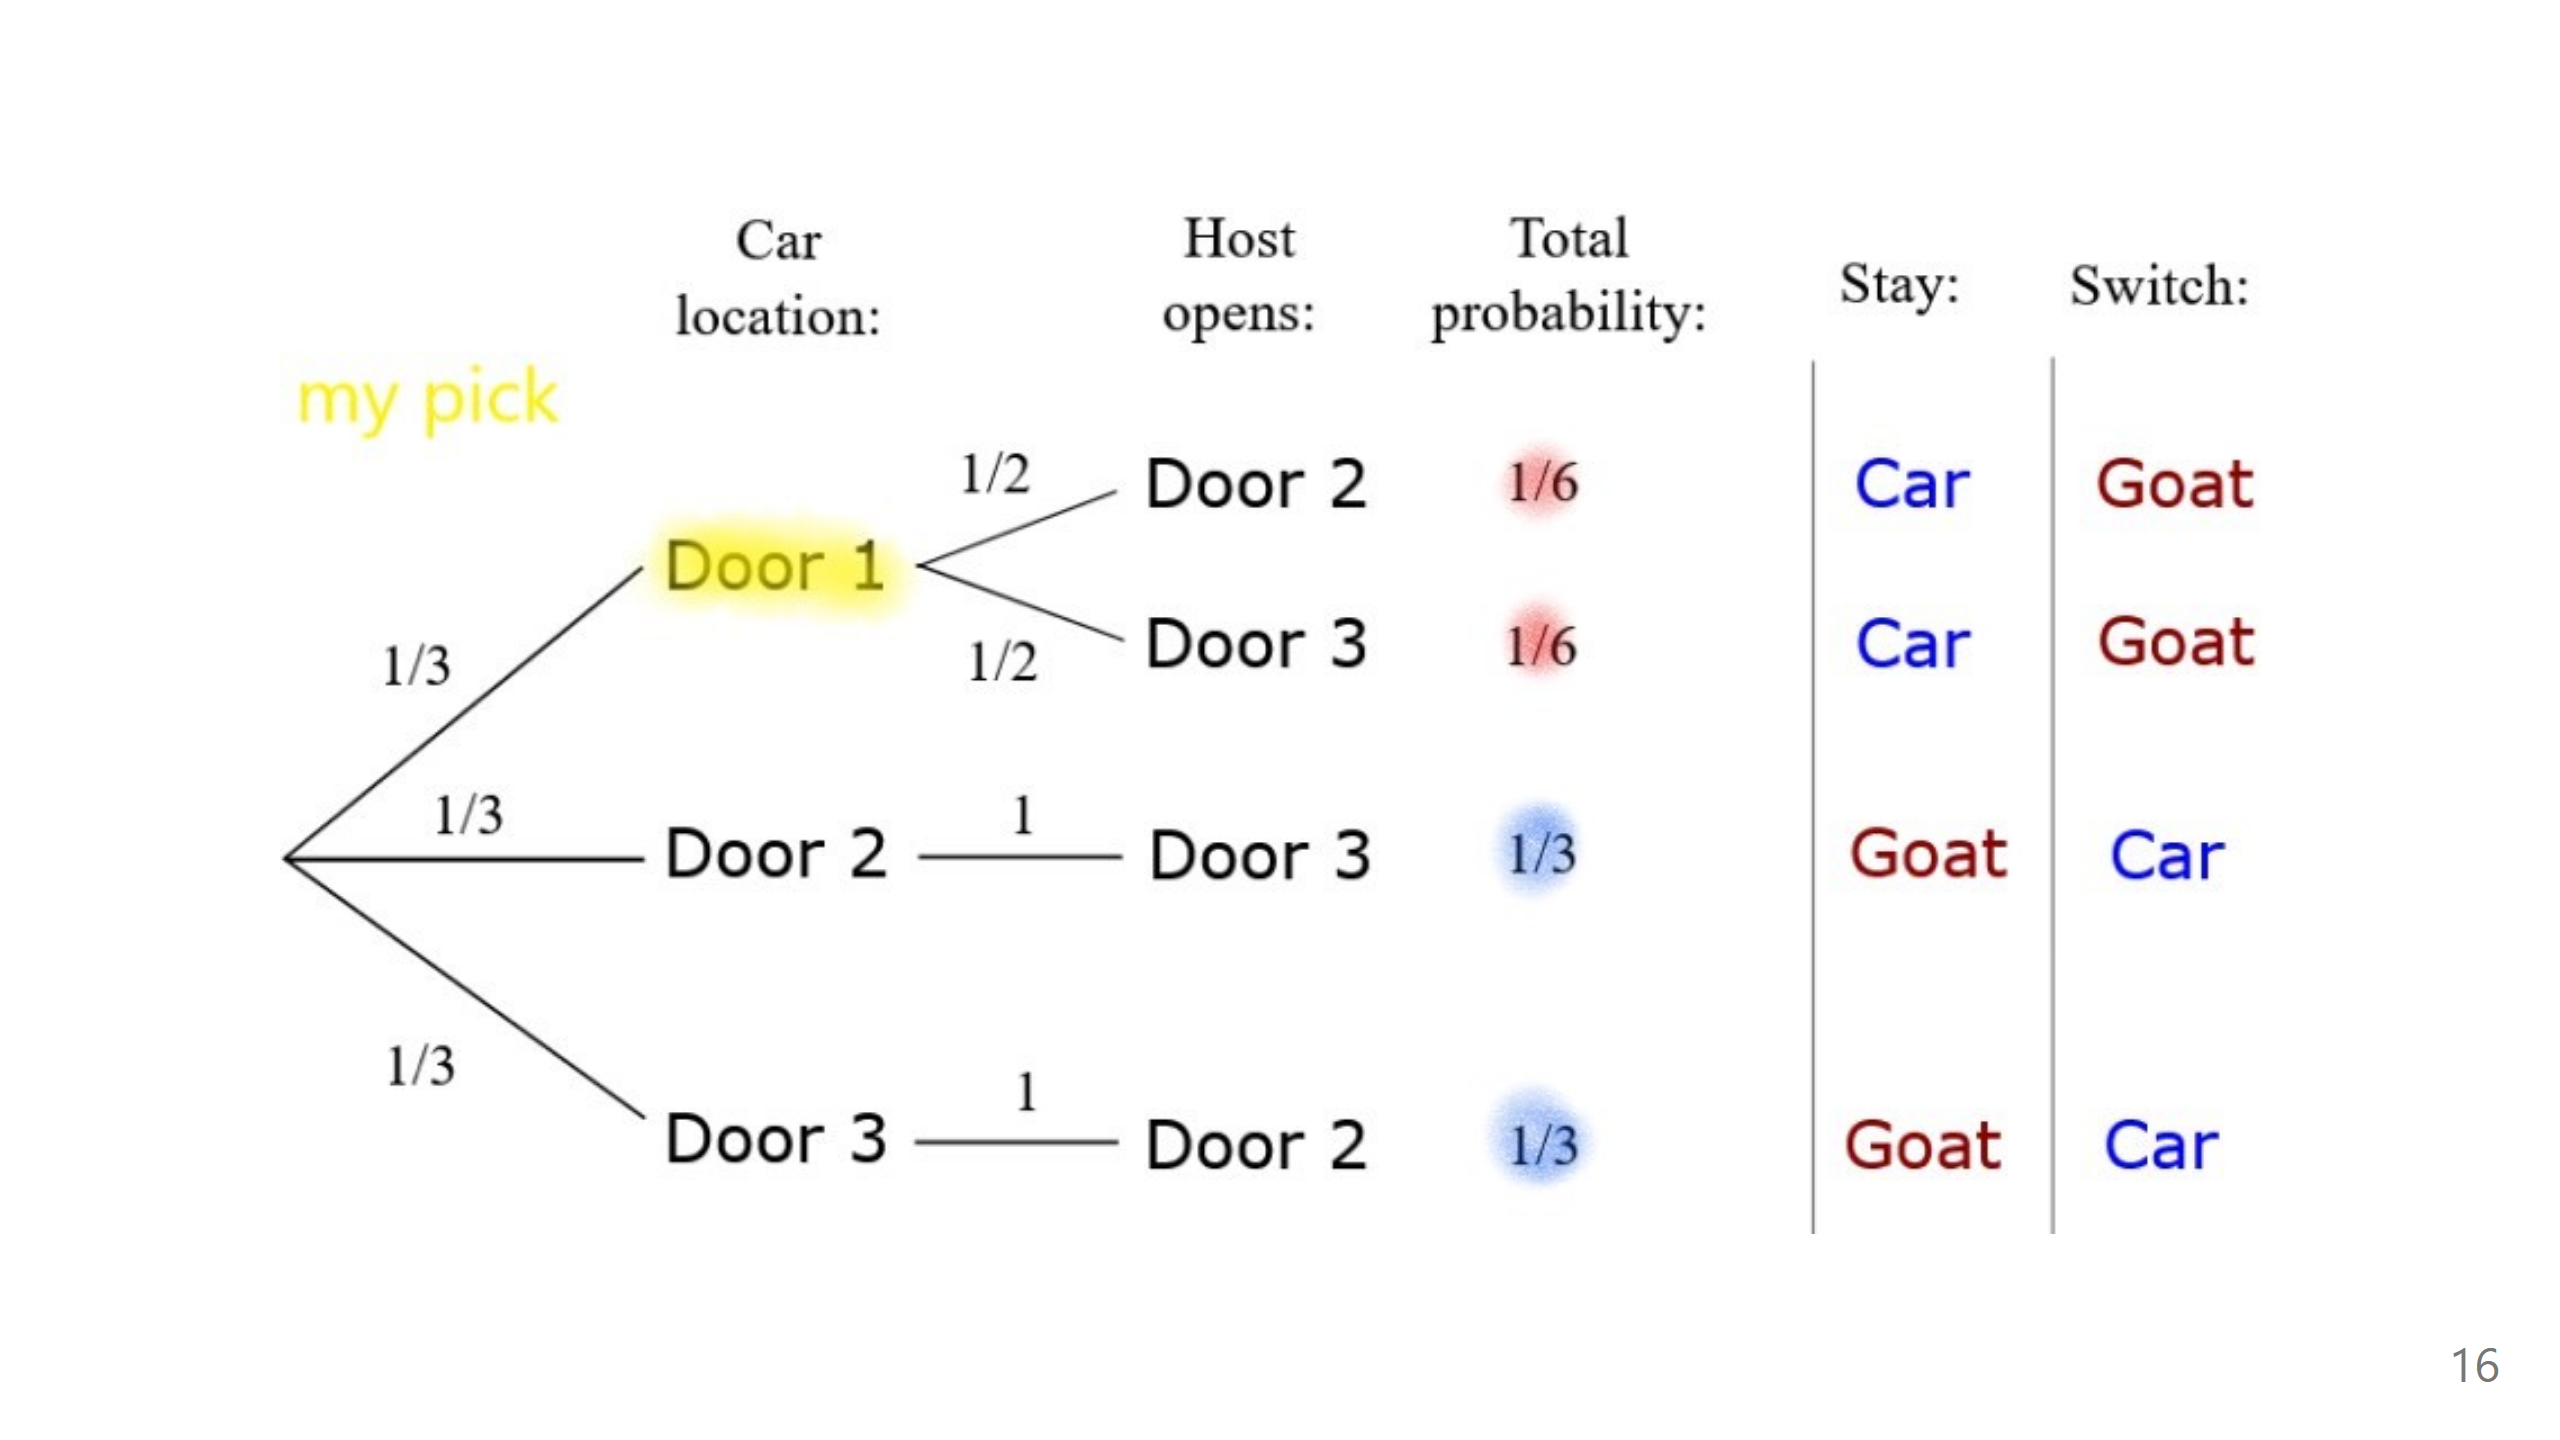 Car
location:
Host
opens:
Total
probability:
Stay:
Switch:
my pick
1/3
Door 1
1/2
Door 2
1/6
Car
Goat
1/2
Door 3
1/6
Car
Goat
1/3
Door 2
1
Door 3
1/3
Goat
Car
1/3
Door 3
1
Door 2
1/3
Goat
Car
16